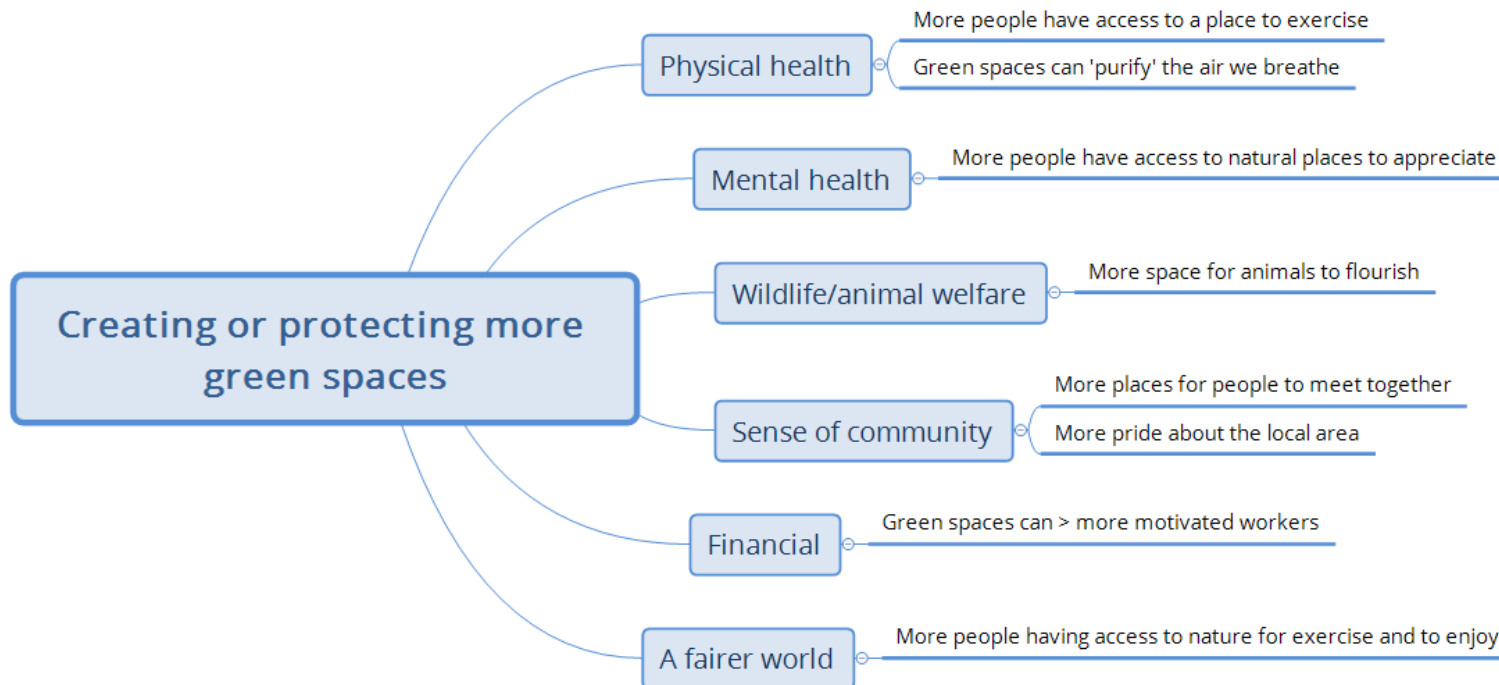 More people have access to a place to exercise
Physical health
Green spaces can 'purify' the air we breathe
More people have access to natural places to appreciate
Mental health
More space for animals to flourish
Wildlife/animal welfare
Creating or protecting more
green spaces
More places for people to meet together
Sense of community
More pride about the local area
Green spaces can > more motivated workers
Financial
More people having access to nature for exercise and to enjoy
A fairer world